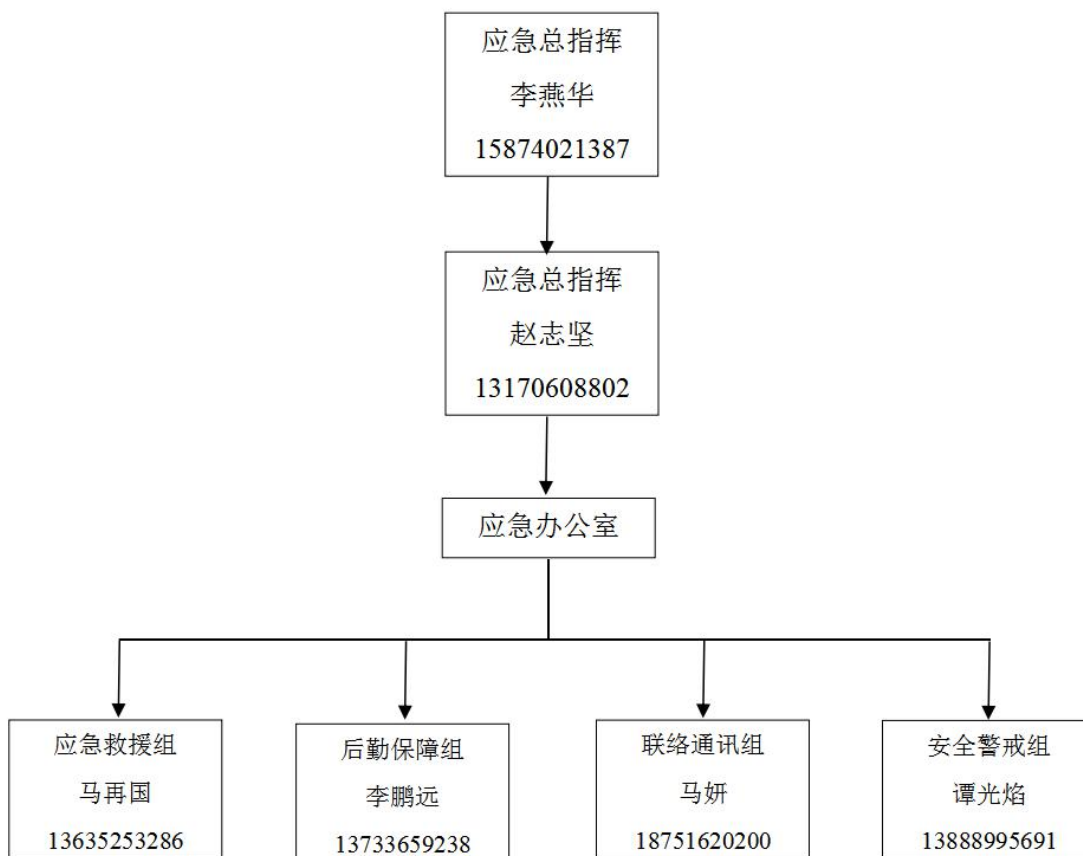 应急总指挥
李燕华
15874021387
应急总指挥
赵志坚
13170608802
应急办公室
应急救援组
马再国
13635253286
后勤保障组
李鹏远
13733659238
联络通讯组
马妍
18751620200
安全警戒组
谭光焰
13888995691